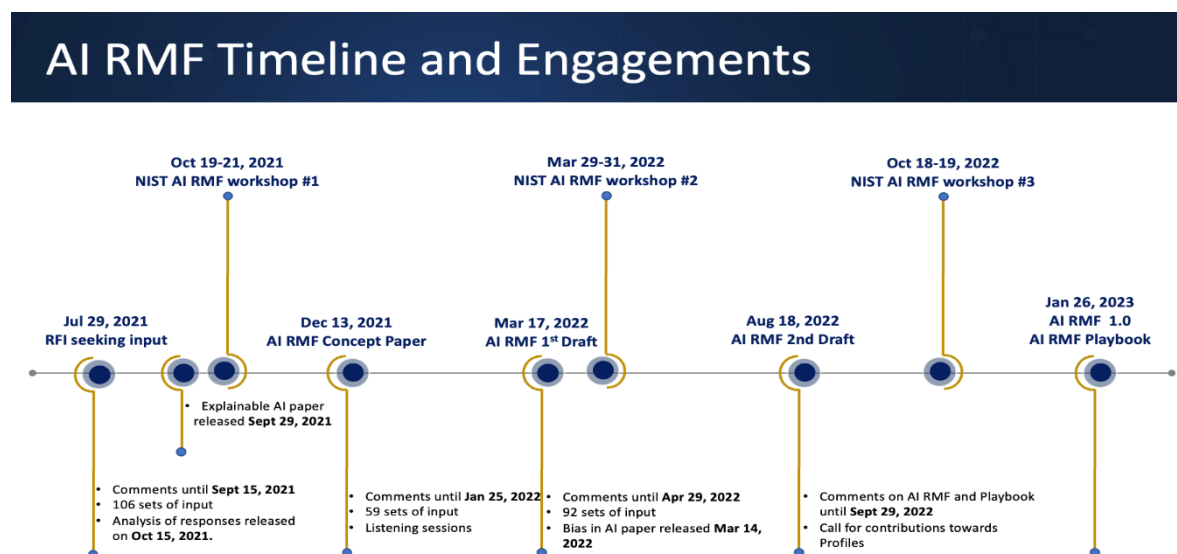 AI RMF Timeline and Engagements
Oct 19-21, 2021
NIST AI RMF workshop #1
Mar 29-31, 2022
NIST AI RMF workshop #2
Oct 18-19, 2022
NIST AI RMF workshop #3
Jul 29, 2021
RFI seeking input
Dec 13, 2021
AI RMF Concept Paper
Mar 17, 2022
AI RMF 1st Draft
Aug 18, 2022
AI RMF 2nd Draft
Jan 26, 2023
AI RMF 1.0
AI RMF Playbook
• Explainable AI paper
released Sept 29, 2021
• Comments until Sept 15, 2021
• 106 sets of input
• Analysis of responses released
on Oct 15, 2021.
• Comments until Jan 25, 2022
• 59 sets of input
• Listening sessions
• Comments until Apr 29, 2022
• 92 sets of input
• Bias in AI paper released Mar 14,
2022
• Comments on AI RMF and Playbook
until Sept 29, 2022
• Call for contributions towards
Profiles